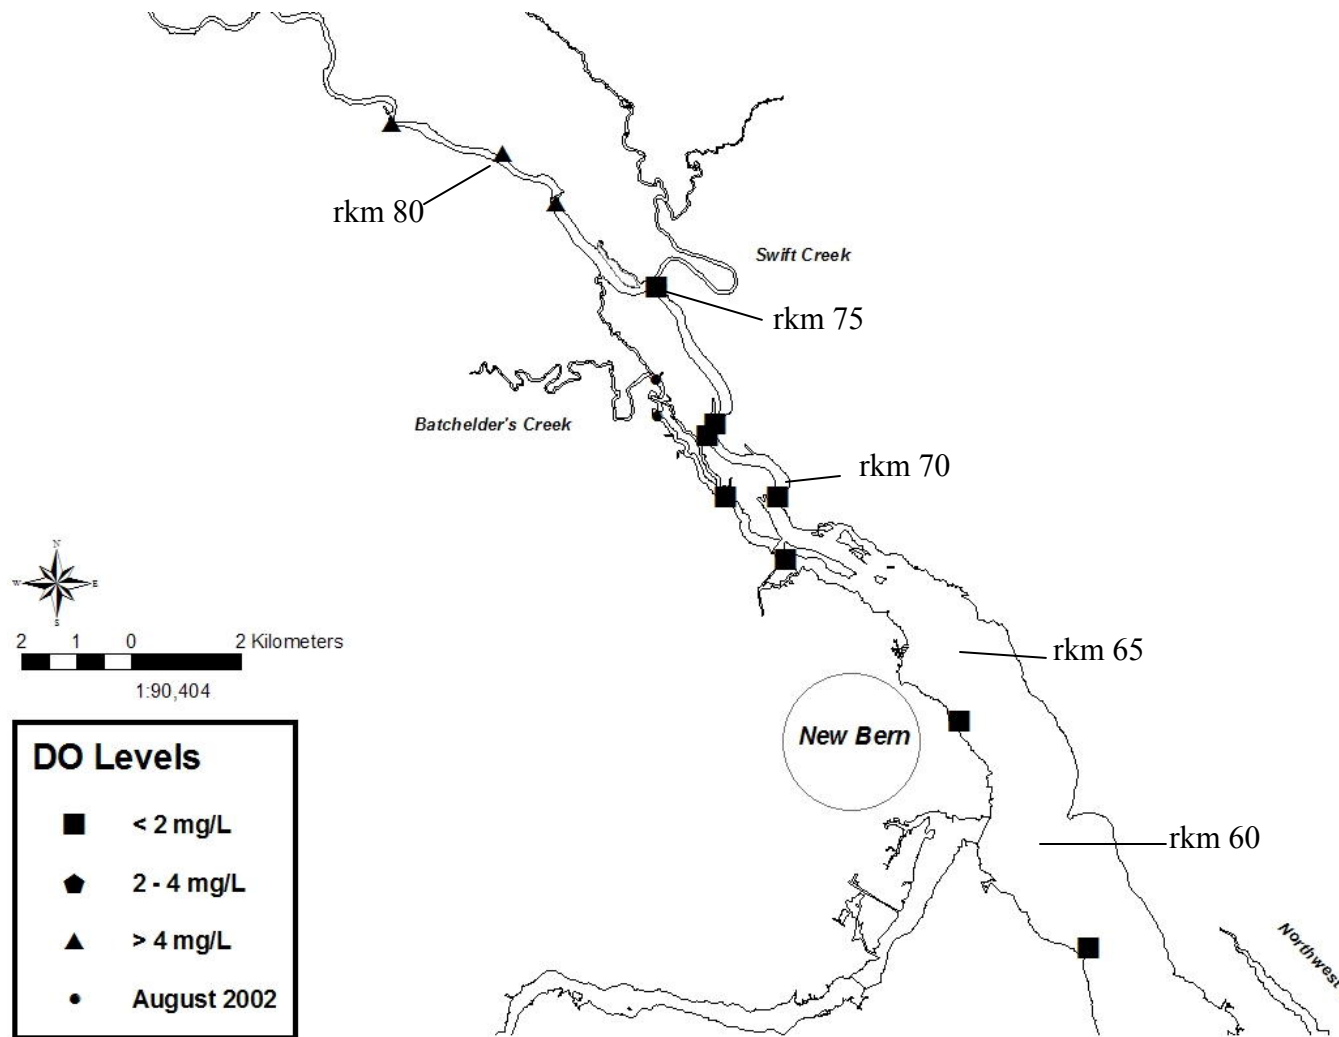 rkm 80
Swift Creek
rkm 75
Batchelder's Creek
rkm 70
N
W E
S
2 1 0 2 Kilometers
1:90,404
rkm 65
New Bern
rkm 60
Northwest
DO Levels
< 2 mg/L
2 - 4 mg/L
> 4 mg/L
August 2002